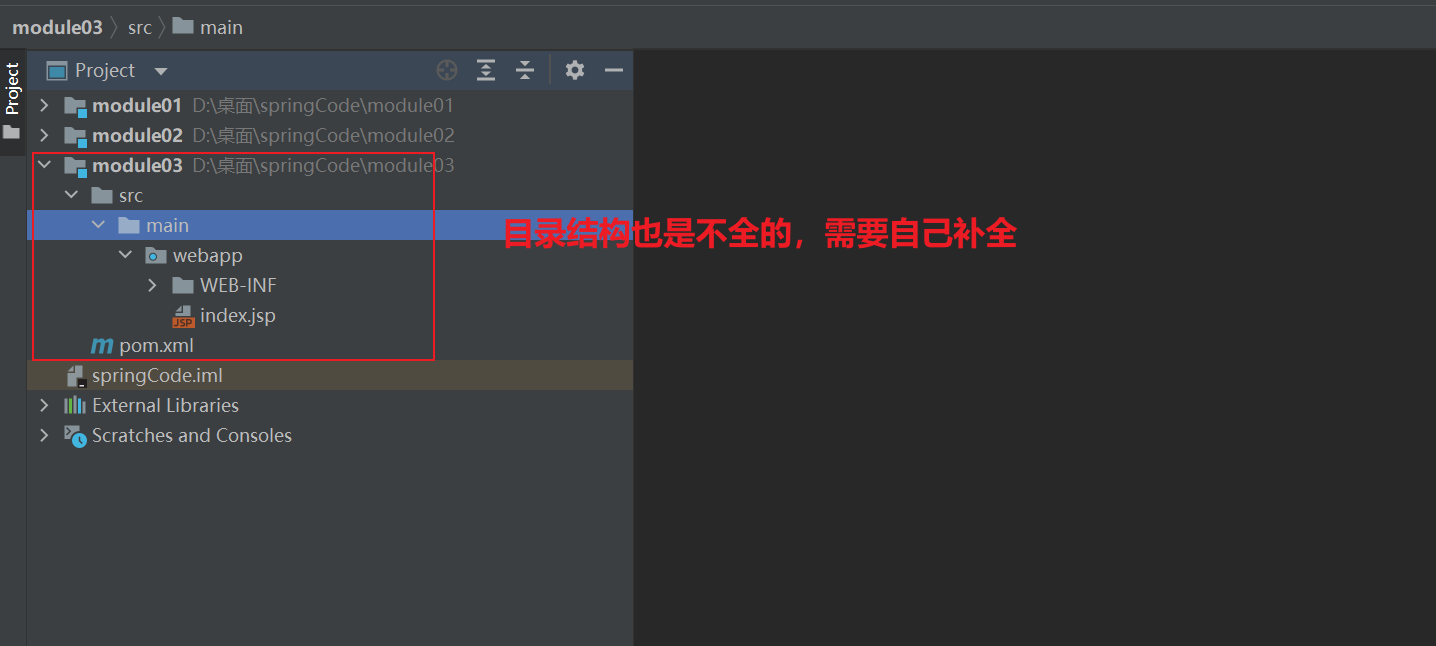 module03 src main
Project
Project
module01 D:\桌面\springCode\module01
module02 D:\桌面\springCode\module02
module03 D:\桌面\springCode\module03
src
main
目录结构也是不全的，需要自己补全
webapp
WEB-INF
JSP index.jsp
m pom.xml
springCode.iml
External Libraries
Scratches and Consoles